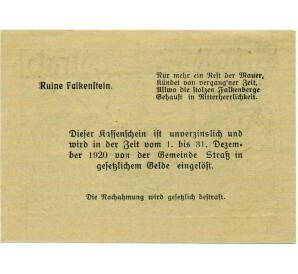 Ruine Falkenstein.
Nur mehr ein Rest der Mauer,
Kündet von vergang'ner Zeit,
Allwo die stolzen Falkenberge
Gehaust in Ritterherrlichkeit.
Dieser Kassenschein ist unverzinslich und
wird in der Zeit vom 1. bis 31. Dezem-
ber 1920 von der Gemeinde Straß in
gesetzlichem Gelde eingelöst.
Die Nachahmung wird gesetzlich bestraft.